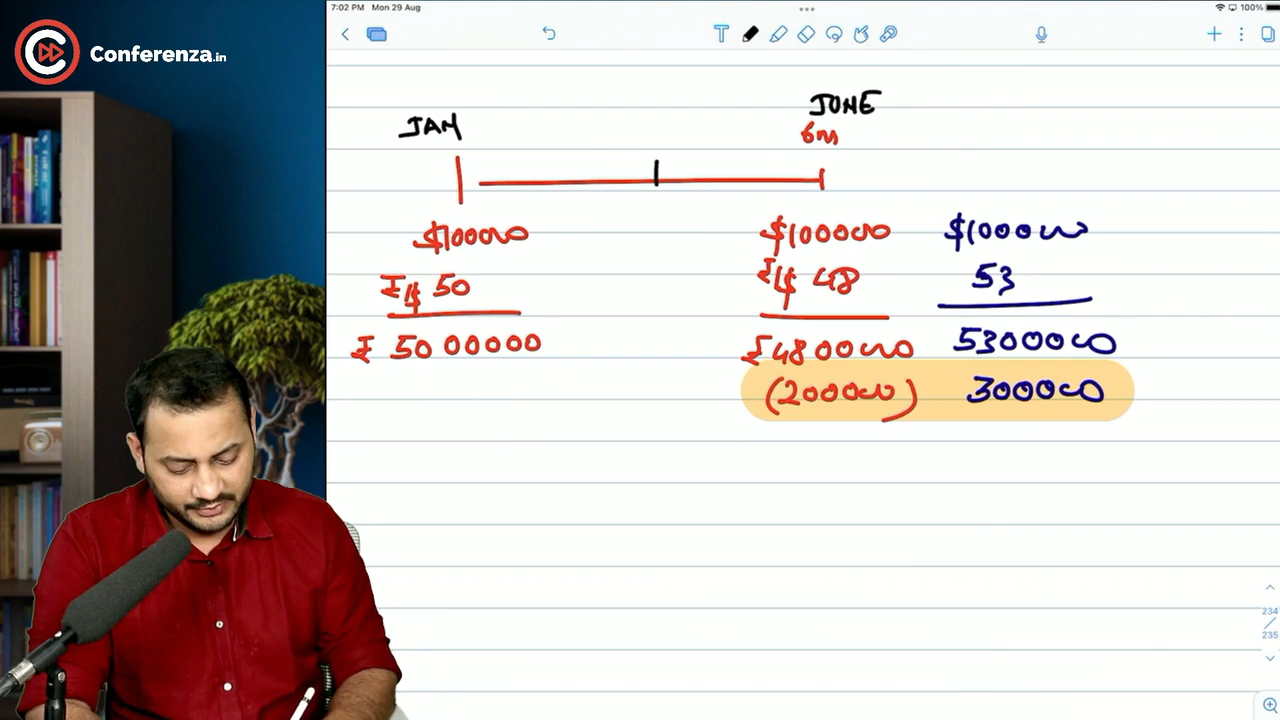 7:02 PM Mon 29 Aug
100%
Conferenza.in
T
JAN
JUNE
6m
$100000
$100000
$100000
₹/$ 50
₹/$ 48
53
₹ 5000000
₹4800000
5300000
(200000)
300000
234
235